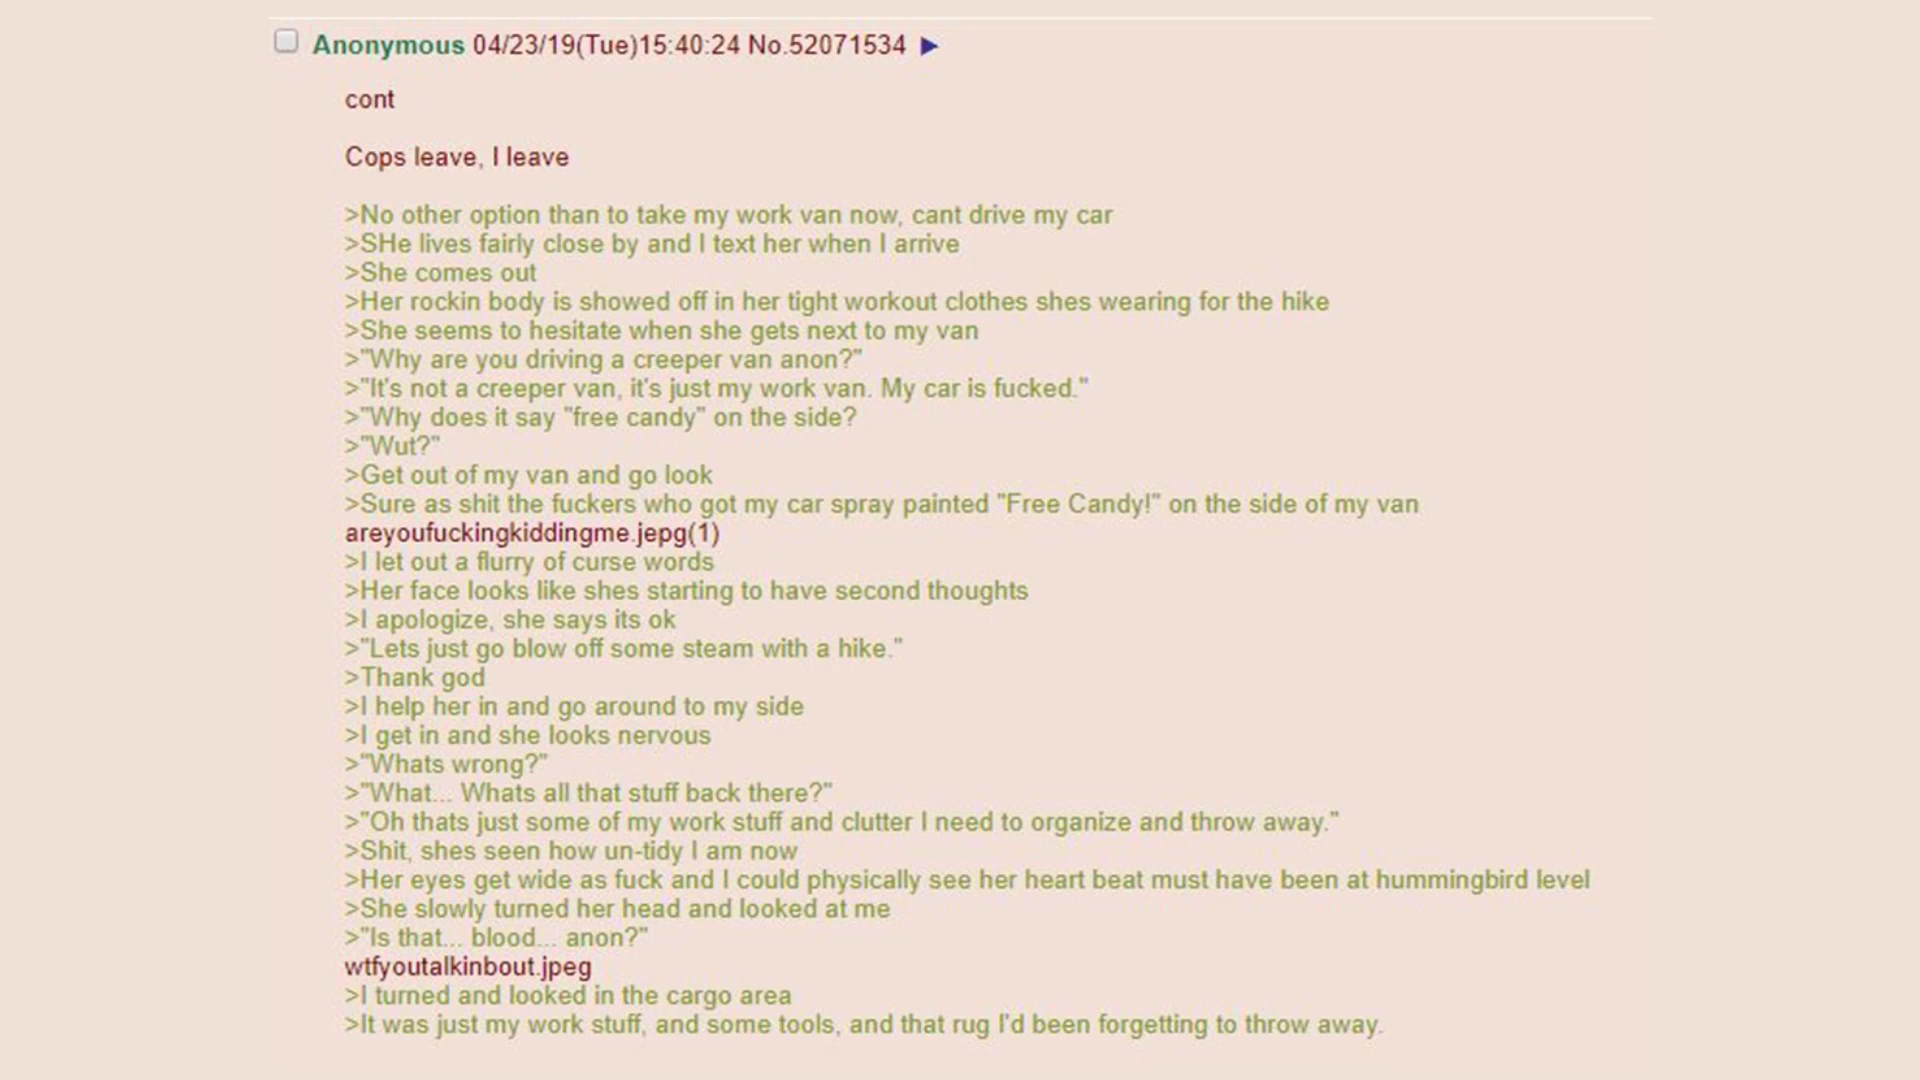 Anonymous 04/23/19(Tue)15:40:24 No.52071534 ▶
cont
Cops leave, I leave
>No other option than to take my work van now, cant drive my car
>SHe lives fairly close by and I text her when I arrive
>She comes out
>Her rockin body is showed off in her tight workout clothes shes wearing for the hike
>She seems to hesitate when she gets next to my van
>"Why are you driving a creeper van anon?"
>"It's not a creeper van, it's just my work van. My car is fucked."
>"Why does it say "free candy" on the side?
>"Wut?"
>Get out of my van and go look
>Sure as shit the fuckers who got my car spray painted "Free Candy!" on the side of my van
areyoufuckingkiddingme.jepg(1)
>I let out a flurry of curse words
>Her face looks like shes starting to have second thoughts
>I apologize, she says its ok
>"Lets just go blow off some steam with a hike."
>Thank god
>I help her in and go around to my side
>I get in and she looks nervous
>"Whats wrong?"
>"What... Whats all that stuff back there?"
>"Oh thats just some of my work stuff and clutter I need to organize and throw away."
>Shit, shes seen how un-tidy I am now
>Her eyes get wide as fuck and I could physically see her heart beat must have been at hummingbird level
>She slowly turned her head and looked at me
>"Is that... blood... anon?"
wtfyoutalkinbout.jpeg
>I turned and looked in the cargo area
>It was just my work stuff, and some tools, and that rug I'd been forgetting to throw away.